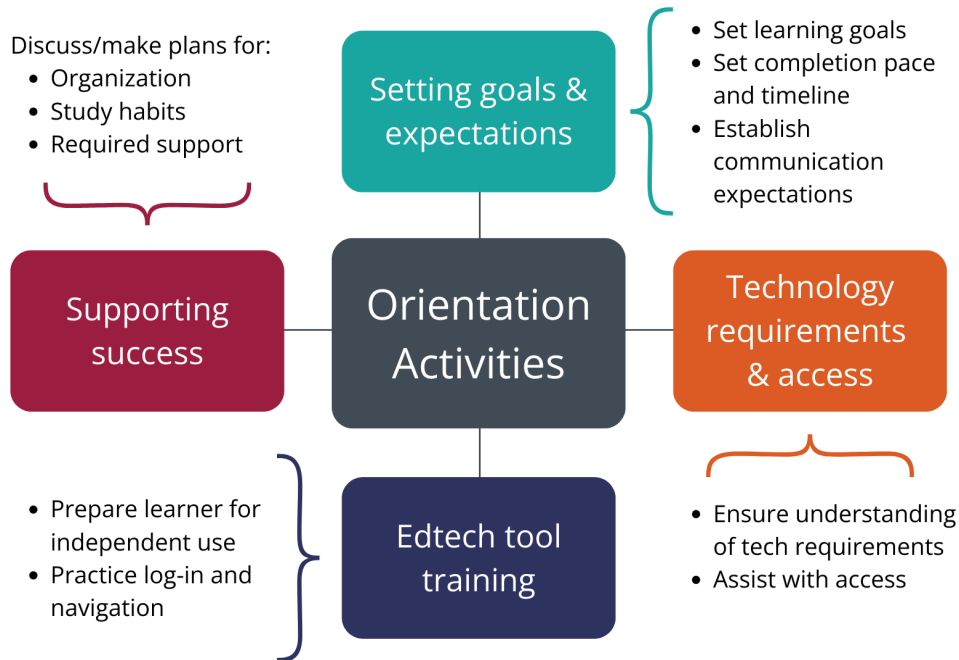 Discuss/make plans for:
• Organization
• Study habits
• Required support
Setting goals &
expectations
• Set learning goals
• Set completion pace
and timeline
• Establish
communication
expectations
Supporting
success
Orientation
Activities
Technology
requirements
& access
• Prepare learner for
independent use
• Practice log-in and
navigation
Edtech tool
training
• Ensure understanding
of tech requirements
• Assist with access